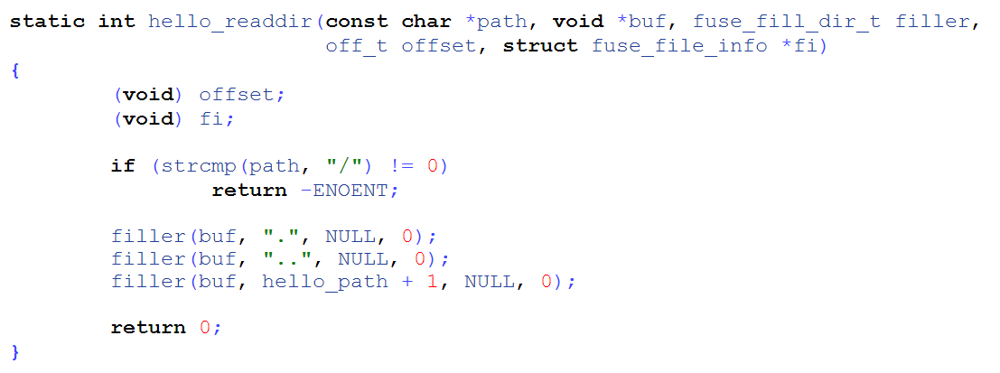 static int hello_readdir(const char *path, void *buf, fuse_fill_dir_t filler,
                         off_t offset, struct fuse_file_info *fi)
{
        (void) offset;
        (void) fi;

        if (strcmp(path, "/") != 0)
                return -ENOENT;

        filler(buf, ".", NULL, 0);
        filler(buf, "..", NULL, 0);
        filler(buf, hello_path + 1, NULL, 0);

        return 0;
}